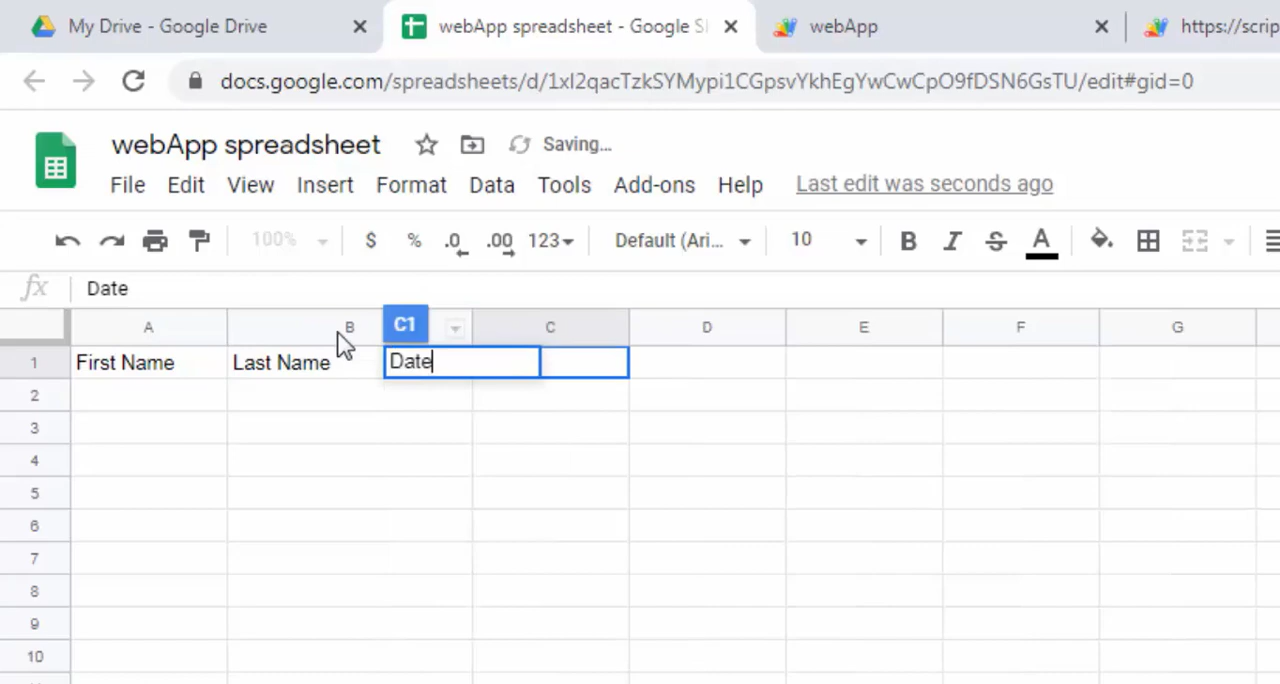 My Drive - Google Drive webApp spreadsheet - Google S webApp https://scrip
docs.google.com/spreadsheets/d/1xI2qacTzkSYMypi1CGpsvYkhEgYwCwCpO9fDSN6GsTU/edit#gid=0
webApp spreadsheet Saving...
File Edit View Insert Format Data Tools Add-ons Help Last edit was seconds ago
100% $ % .0 .00 123 Default (Ari... 10 B I S A
fx Date
A B C1 C D E F G
1 First Name Last Name Date
2
3
4
5
6
7
8
9
10